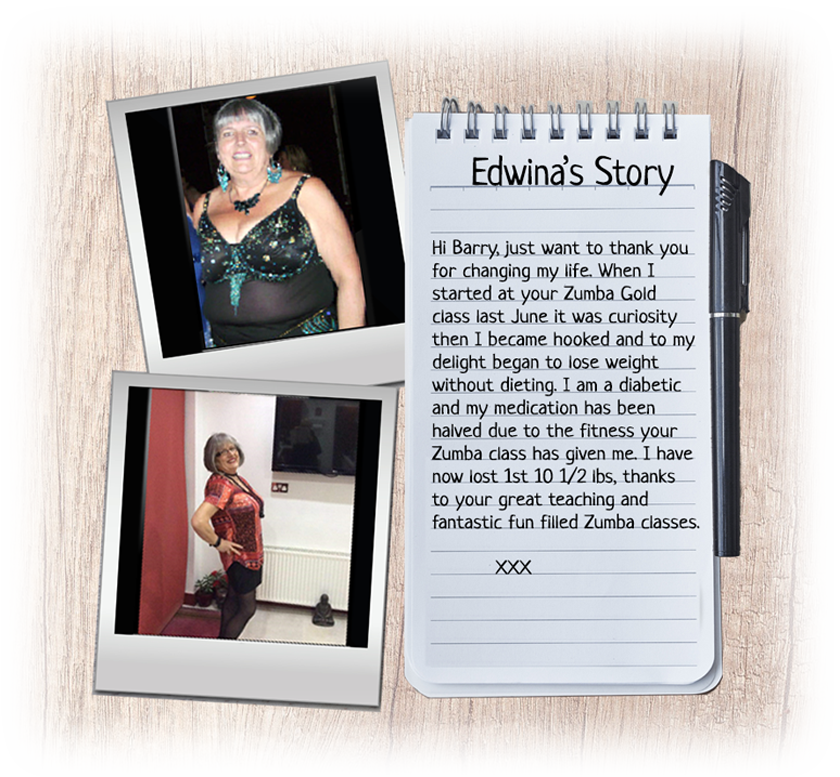 Edwina's Story
Hi Barry, just want to thank you
for changing my life. When I
started at your Zumba Gold
class last June it was curiosity
then I became hooked and to my
delight began to lose weight
without dieting. I am a diabetic
and my medication has been
halved due to the fitness your
Zumba class has given me. I have
now lost 1st 10 1/2 lbs, thanks
to your great teaching and
fantastic fun filled Zumba classes.
xxx